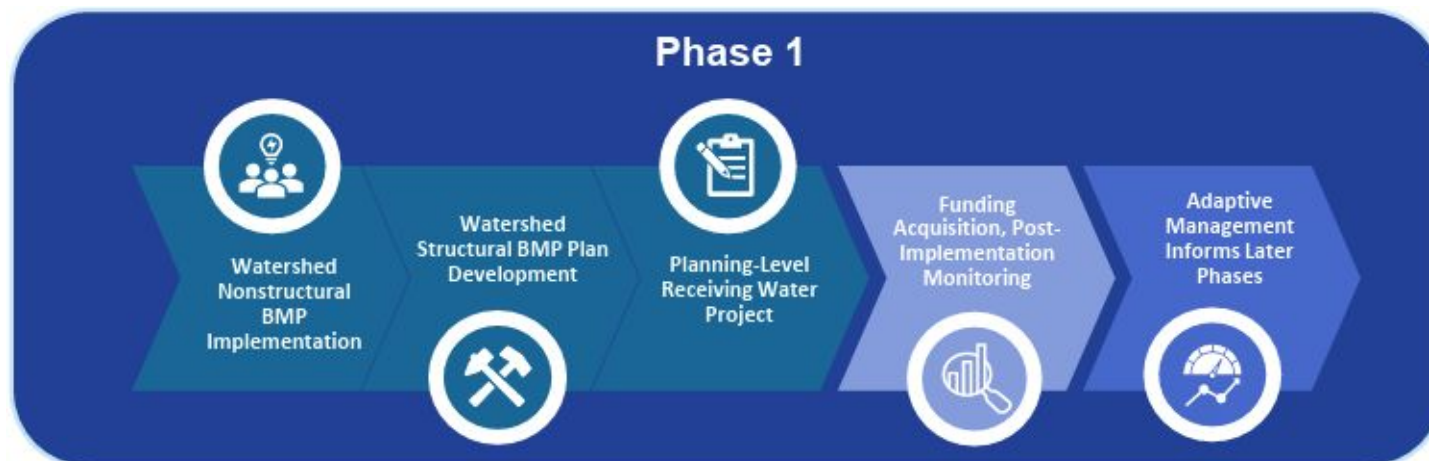 Phase 1
Watershed
Nonstructural
BMP
Implementation
Watershed
Structural BMP Plan
Development
Planning-Level
Receiving Water
Project
Funding
Acquisition, Post-
Implementation
Monitoring
Adaptive
Management
Informs Later
Phases